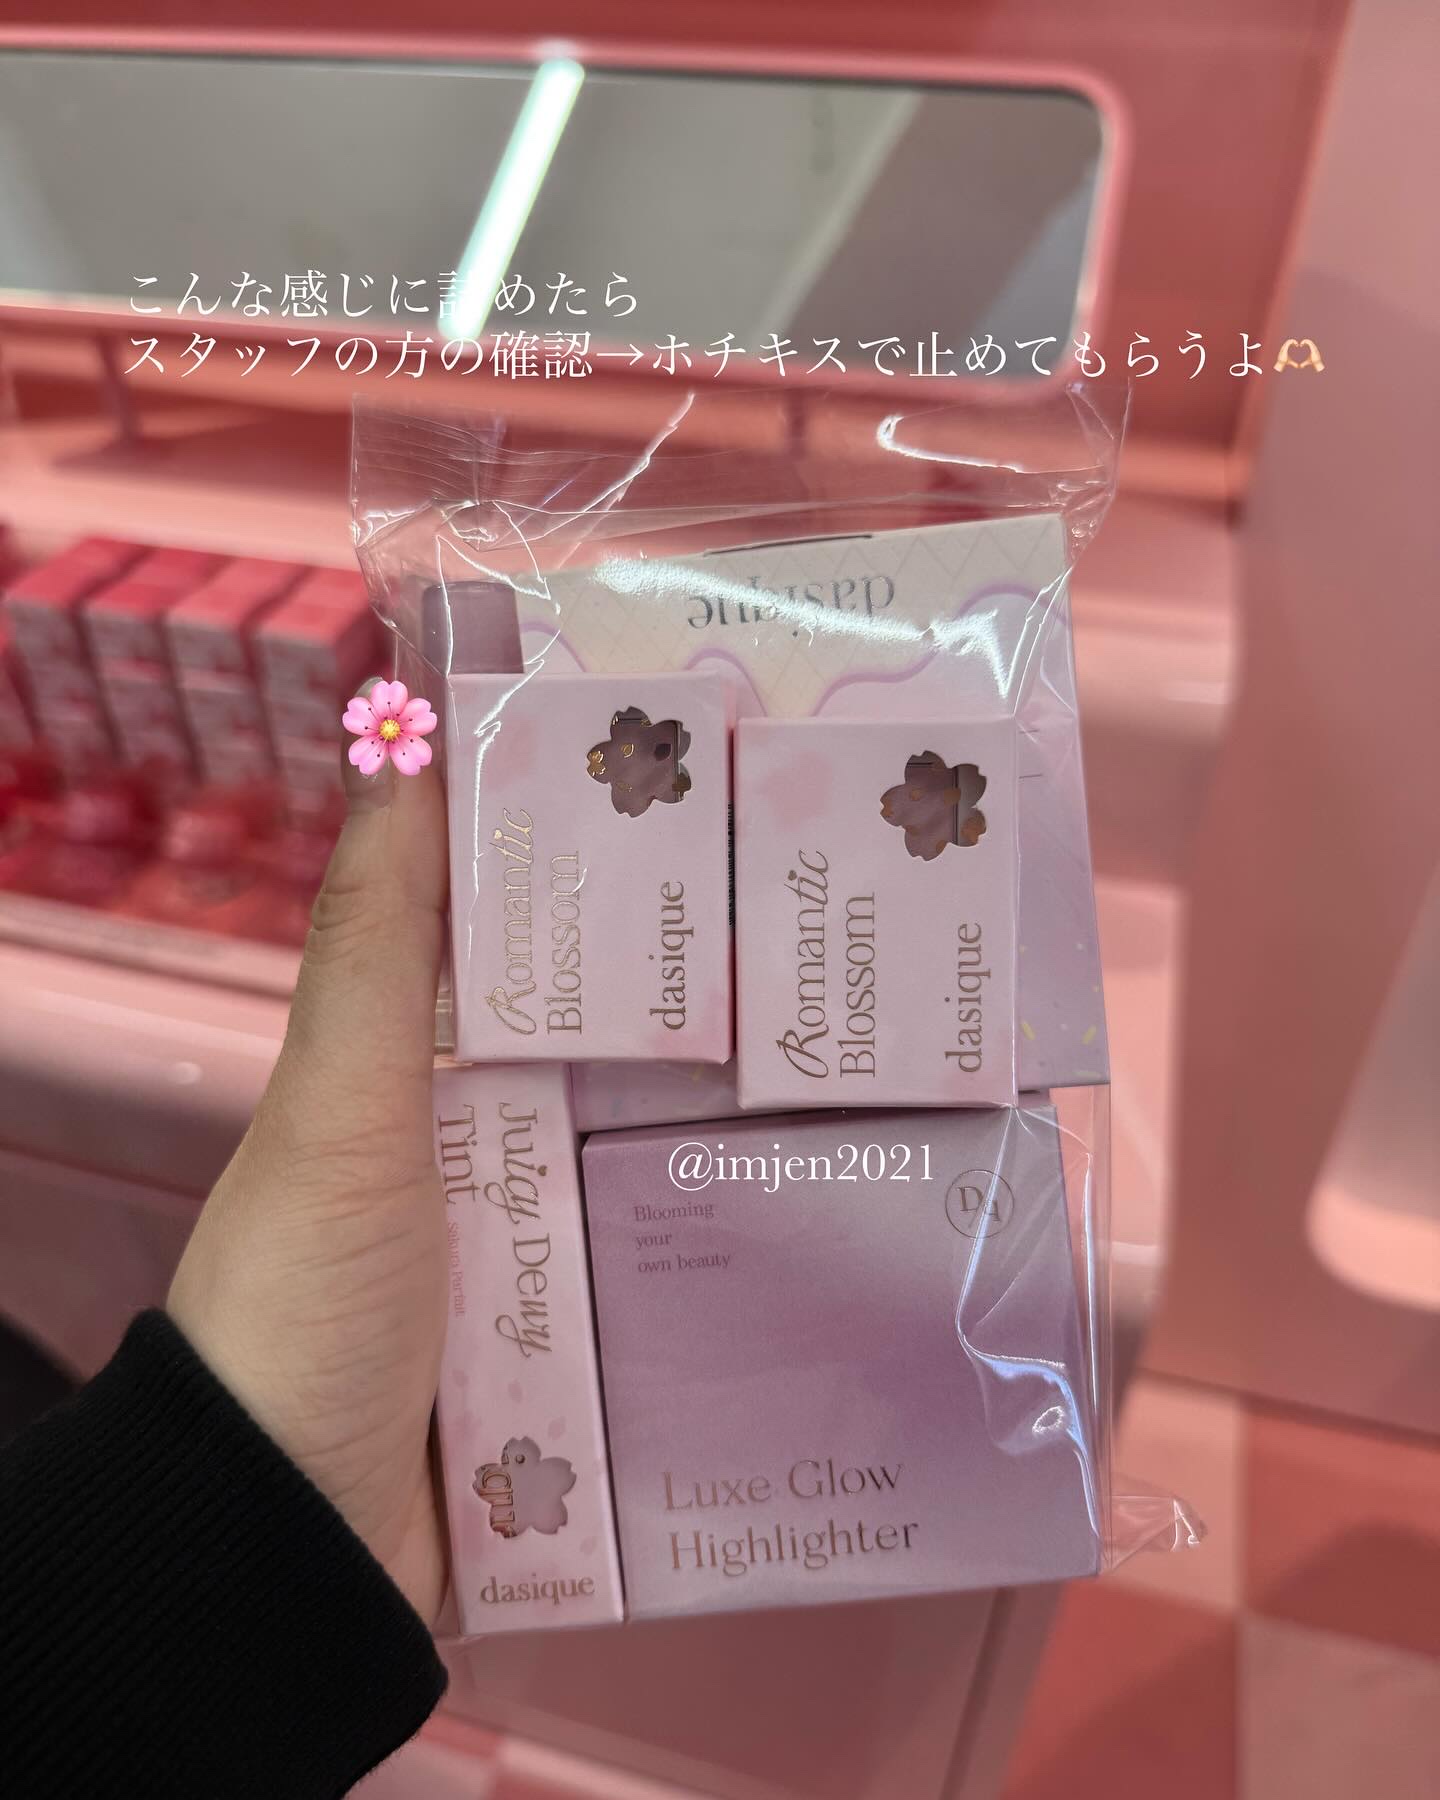 こんな感じに詰めたら
スタッフの方の確認→ホチキスで止めてもらうよ🫶🏻
dasique
Romantic
Blossom
dasique
Romantic
Blossom
dasique
Juicy Dewy
Tint
Sakura Parfait
dasique
@imjen2021
Blooming
your
own beauty
Luxe Glow
Highlighter